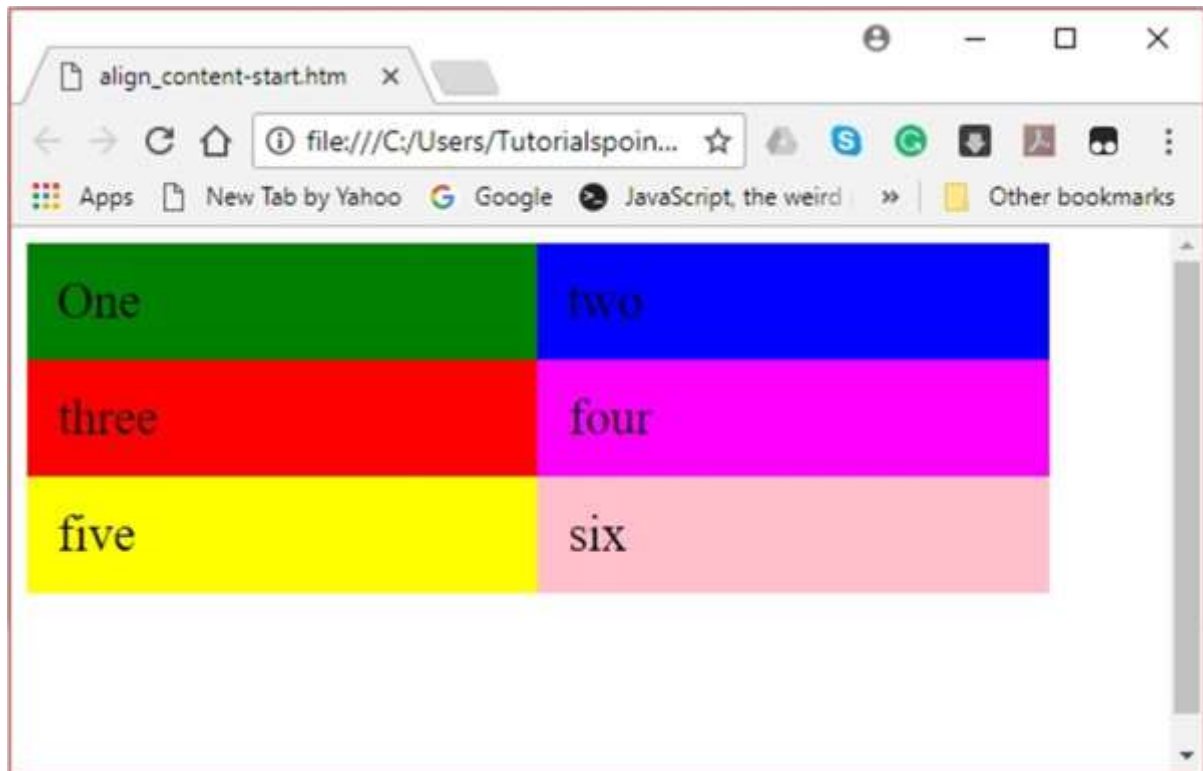 align_content-start.htm
file:///C:/Users/Tutorialspoin...
Apps New Tab by Yahoo Google JavaScript, the weird Other bookmarks
One two
three four
five six